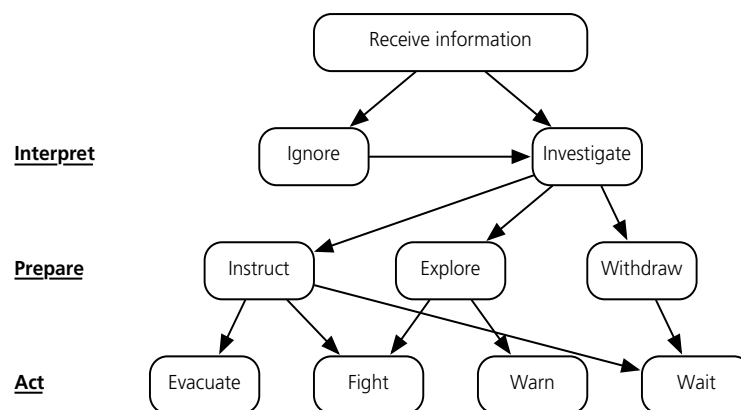 Receive information
Interpret
Ignore
Investigate
Prepare
Instruct
Explore
Withdraw
Act
Evacuate
Fight
Warn
Wait